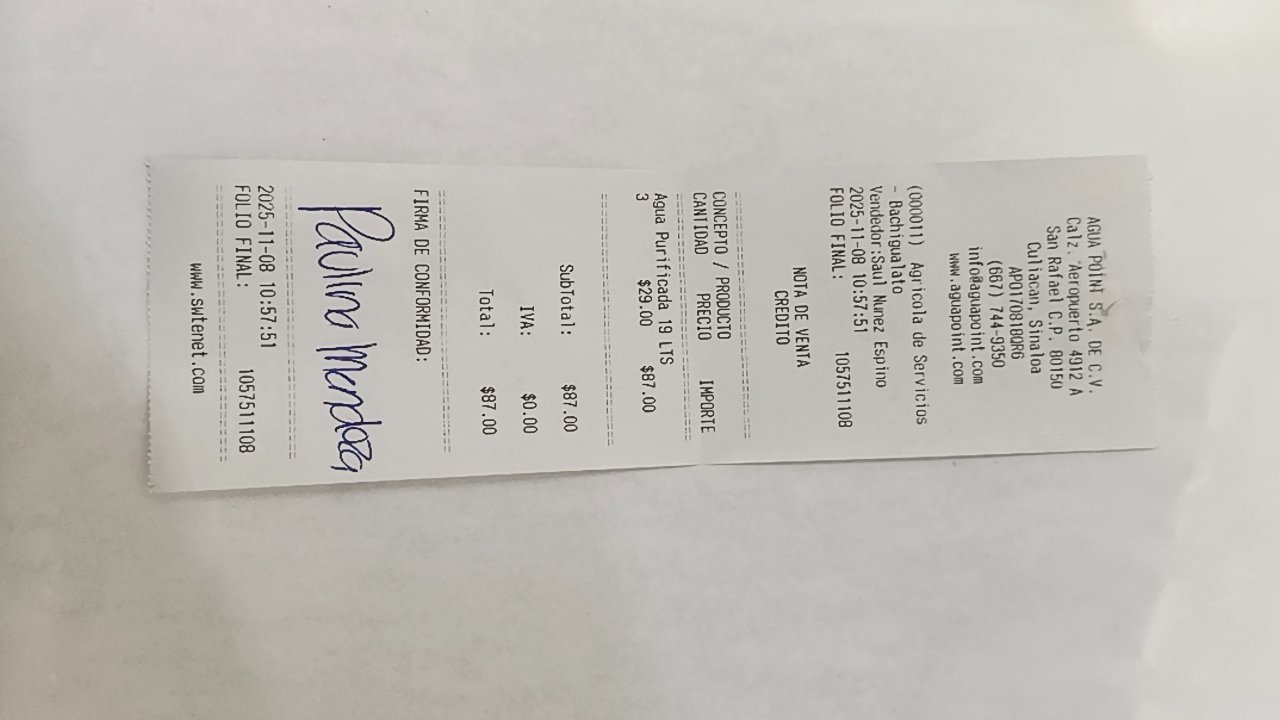 AGUA POINT S.A. DE C.V.
Calz. Aeropuerto 4912 A
San Rafael C.P. 80150
Culiacan, Sinaloa
APO170818QR6
(667) 744-9350
info@aguapoint.com
www.aguapoint.com
(000011) Agricola de Servicios
- Bachigualato
Vendedor:Saul Nunez Espino
2025-11-08 10:57:51
FOLIO FINAL: 1057511108
NOTA DE VENTA
CREDITO
CONCEPTO / PRODUCTO
CANTIDAD PRECIO IMPORTE
Agua Purificada 19 LTS
3 $29.00 $87.00
SubTotal: $87.00
IVA: $0.00
Total: $87.00
FIRMA DE CONFORMIDAD:
Paulina Mendoza
2025-11-08 10:57:51
FOLIO FINAL: 1057511108
www.swtenet.com